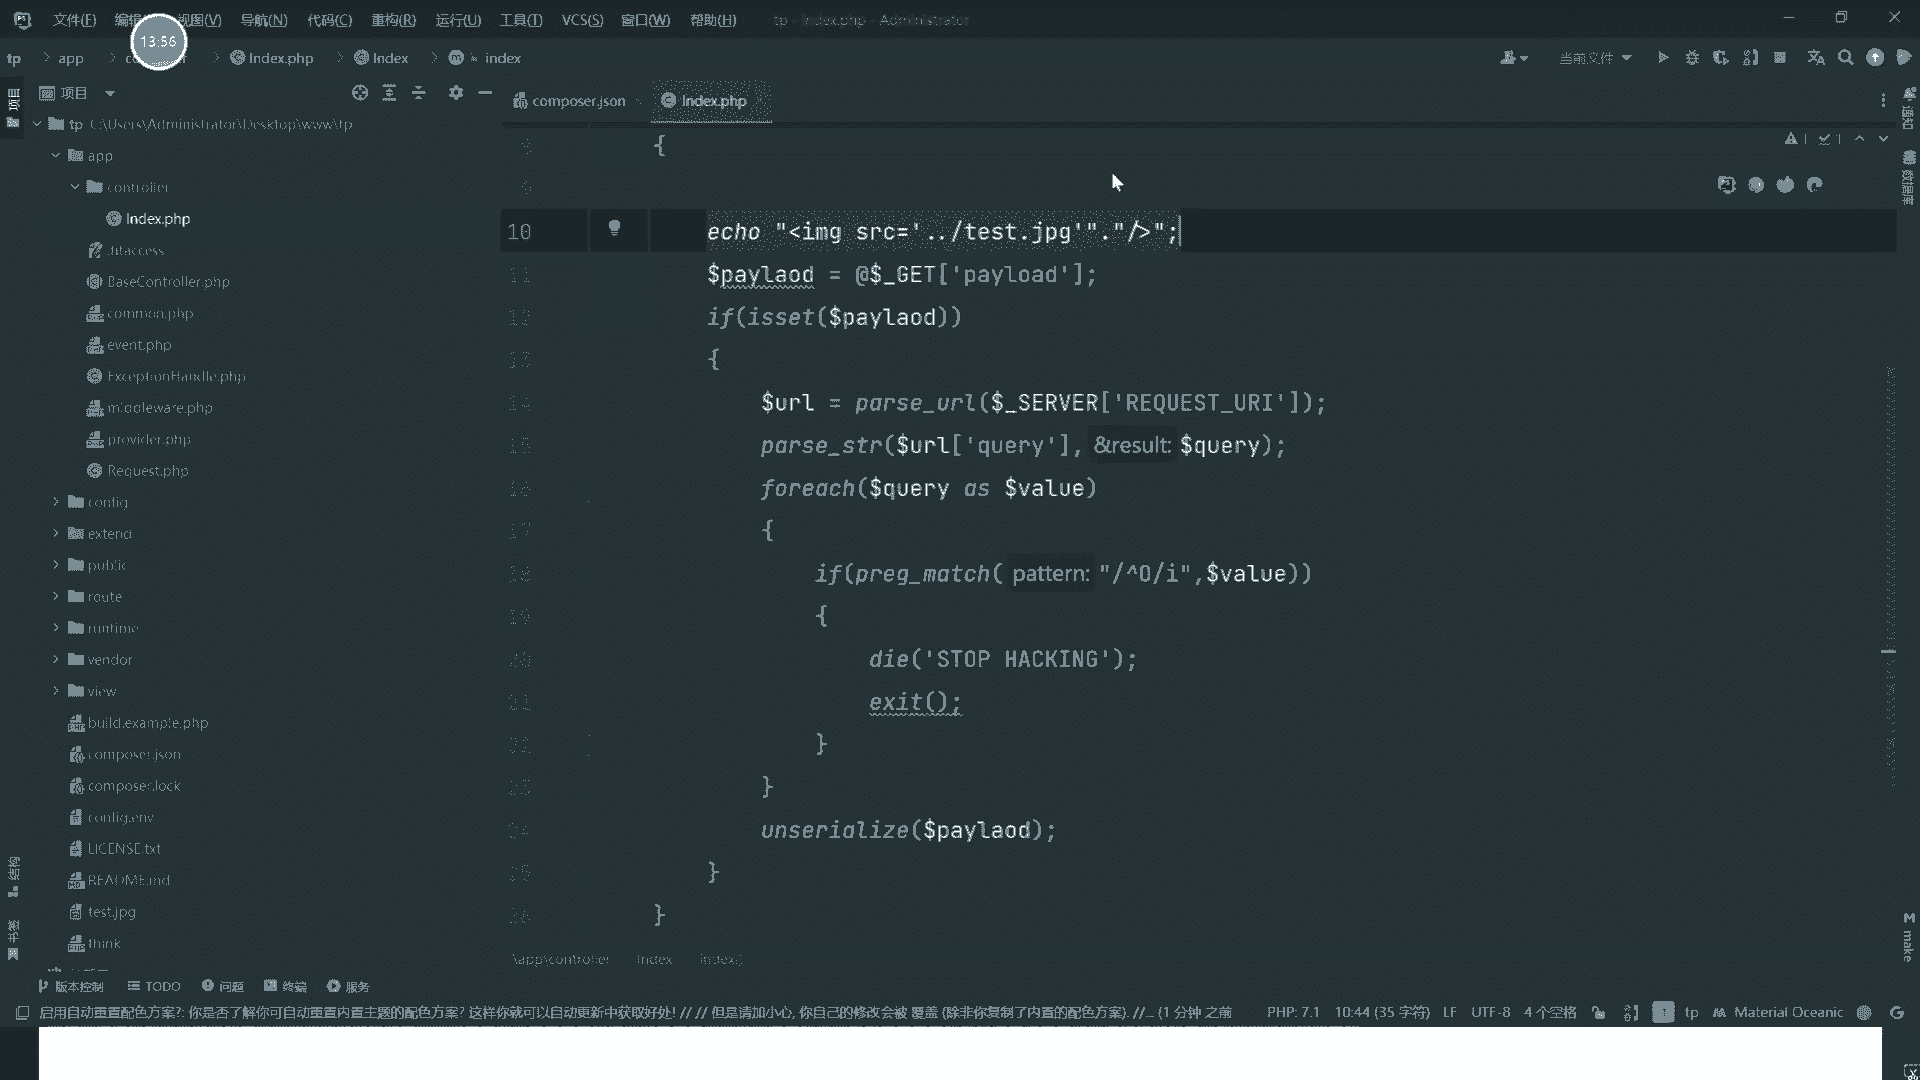 文件(F) 编辑 视图(V) 导航(N) 代码(C) 重构(R) 运行(U) 工具(T) VCS(S) 窗口(W) 帮助(H) tp - Index.php - Administrator
13:56
tp app Index.php Index index 当前文件
项目 composer.json Index.php
tp C:\Users\Administrator\Desktop\www\tp
app
controller
Index.php
.htaccess
BaseController.php
common.php
event.php
ExceptionHandle.php
middleware.php
provider.php
Request.php
config
extend
public
route
runtime
vendor
view
build.example.php
composer.json
composer.lock
config.env
LICENSE.txt
README.md
test.jpg
think
8 {
9
10 echo "<img src='../test.jpg'"."/>";
11 $paylaod = @$_GET['payload'];
12 if(isset($paylaod))
13 {
14 $url = parse_url($_SERVER['REQUEST_URI']);
15 parse_str($url['query'], &result: $query);
16 foreach($query as $value)
17 {
18 if(preg_match( pattern: "/^O/i",$value))
19 {
20 die('STOP HACKING');
21 exit();
22 }
23 }
24 unserialize($paylaod);
25 }
26 }
\app\controller Index index()
项目
结构
书签
通知
数据库
make
版本控制 TODO 问题 终端 服务
启用自动重置配色方案?: 你是否了解你可自动重置内置主题的配色方案? 这样你就可以自动更新中获取好处! // // 但是请加小心, 你自己的修改会被 覆盖 (除非你复制了内置的配色方案). //... (1 分钟 之前 PHP: 7.1 10:44 (35 字符) LF UTF-8 4 个空格 tp Material Oceanic